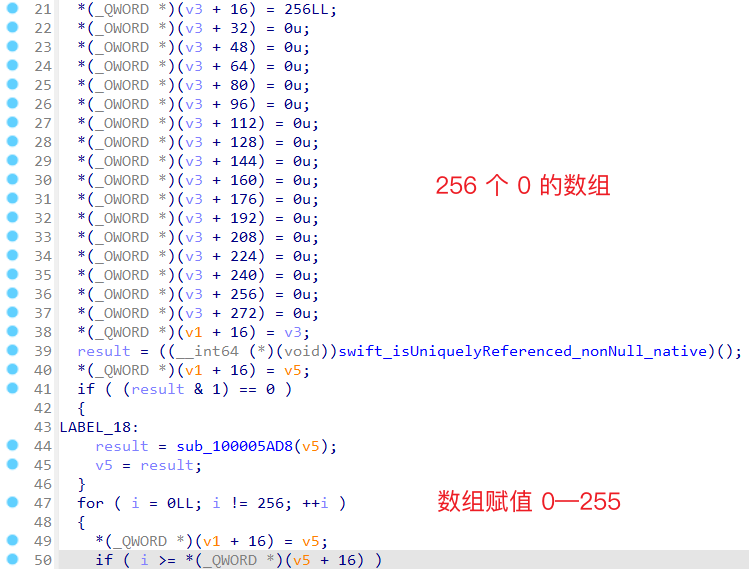 21 *(_QWORD *)(v3 + 16) = 256LL;
22 *(_OWORD *)(v3 + 32) = 0u;
23 *(_OWORD *)(v3 + 48) = 0u;
24 *(_OWORD *)(v3 + 64) = 0u;
25 *(_OWORD *)(v3 + 80) = 0u;
26 *(_OWORD *)(v3 + 96) = 0u;
27 *(_OWORD *)(v3 + 112) = 0u;
28 *(_OWORD *)(v3 + 128) = 0u;
29 *(_OWORD *)(v3 + 144) = 0u;
30 *(_OWORD *)(v3 + 160) = 0u;
256 个 0 的数组
31 *(_OWORD *)(v3 + 176) = 0u;
32 *(_OWORD *)(v3 + 192) = 0u;
33 *(_OWORD *)(v3 + 208) = 0u;
34 *(_OWORD *)(v3 + 224) = 0u;
35 *(_OWORD *)(v3 + 240) = 0u;
36 *(_OWORD *)(v3 + 256) = 0u;
37 *(_OWORD *)(v3 + 272) = 0u;
38 *(_QWORD *)(v1 + 16) = v3;
39 result = ((__int64 (*)(void))swift_isUniquelyReferenced_nonNull_native)();
40 *(_QWORD *)(v1 + 16) = v5;
41 if ( (result & 1) == 0 )
42 {
43 LABEL_18:
44 result = sub_100005AD8(v5);
45 v5 = result;
46 }
47 for ( i = 0LL; i != 256; ++i )
数组赋值 0—255
48 {
49 *(_QWORD *)(v1 + 16) = v5;
50 if ( i >= *(_QWORD *)(v5 + 16) )